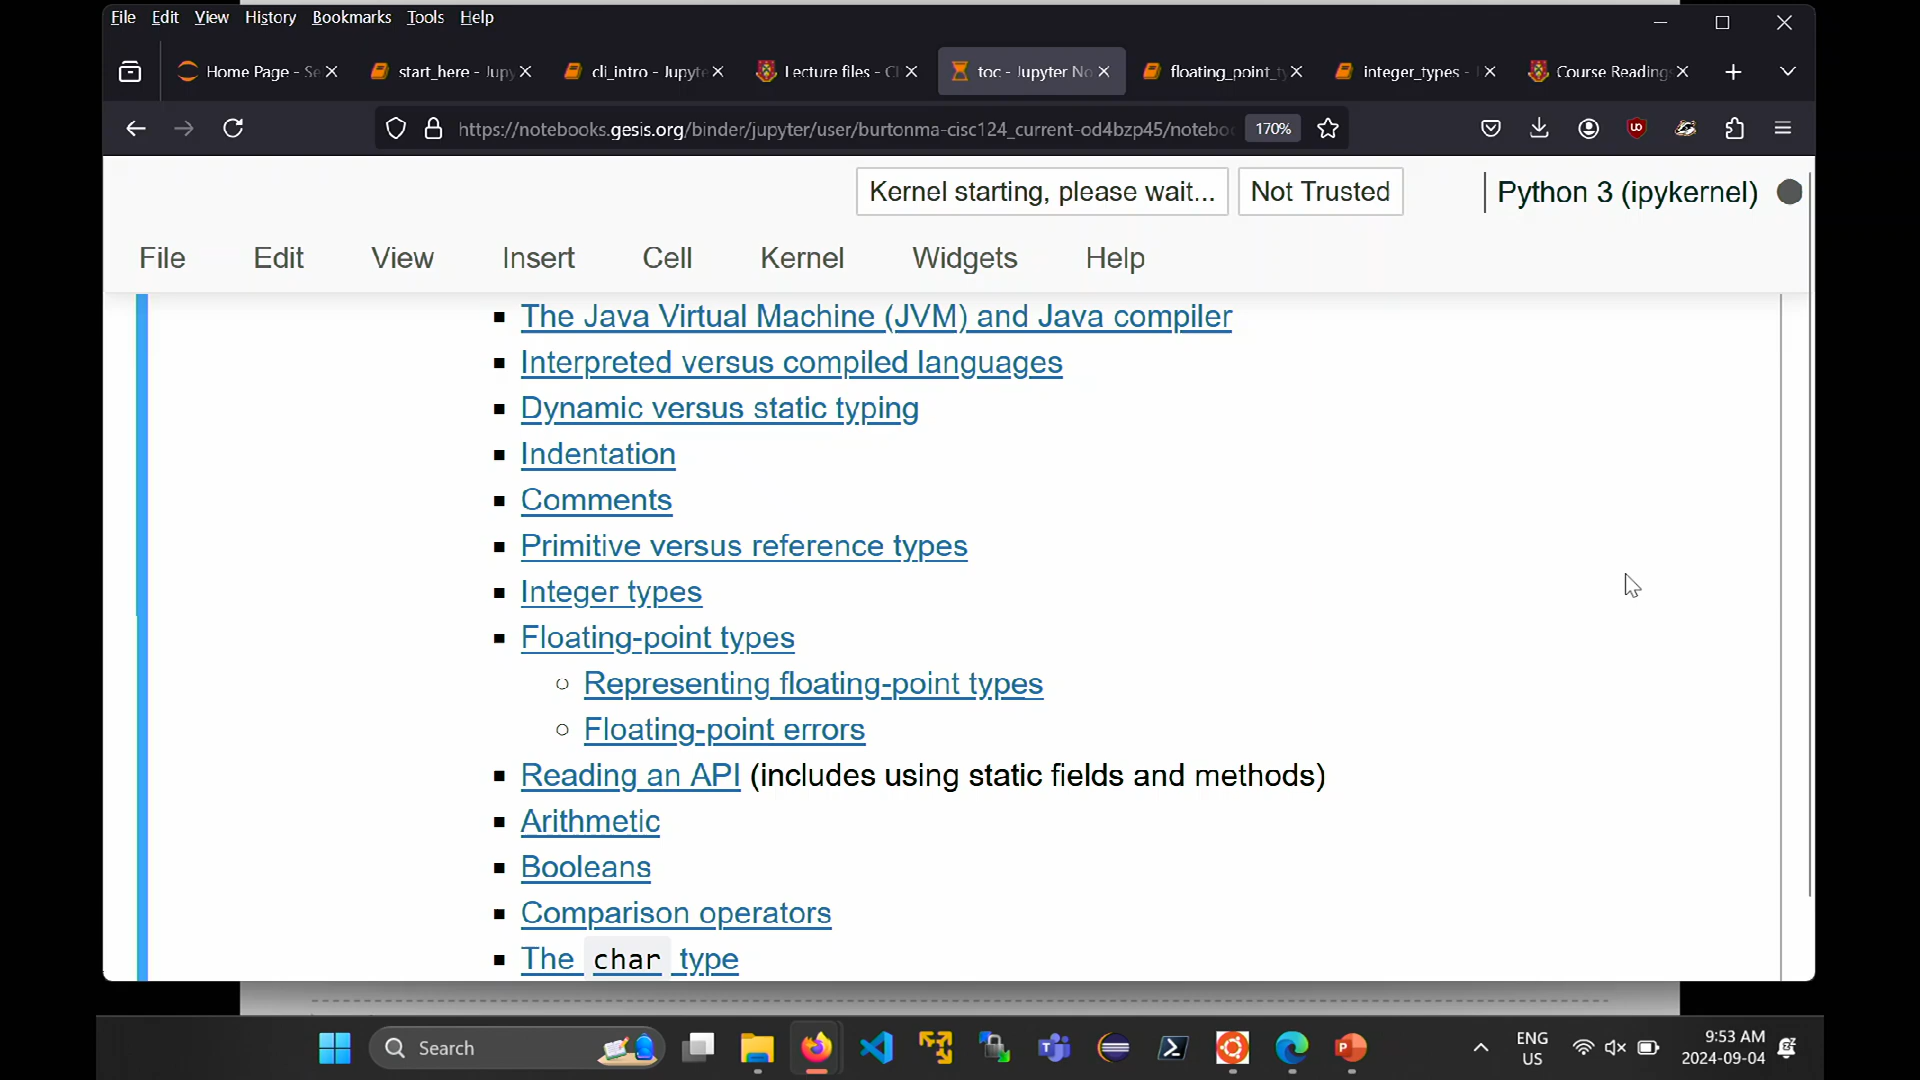 File Edit View History Bookmarks Tools Help
Home Page - Se
start_here - Jupy
cli_intro - Jupyte
Lecture files - Cl
toc - Jupyter No
floating_point_ty
integer_types -
Course Readings
https://notebooks.gesis.org/binder/jupyter/user/burtonma-cisc124_current-od4bzp45/notebo
170%
Kernel starting, please wait...
Not Trusted
Python 3 (ipykernel)
File Edit View Insert Cell Kernel Widgets Help
The Java Virtual Machine (JVM) and Java compiler
Interpreted versus compiled languages
Dynamic versus static typing
Indentation
Comments
Primitive versus reference types
Integer types
Floating-point types
Representing floating-point types
Floating-point errors
Reading an API (includes using static fields and methods)
Arithmetic
Booleans
Comparison operators
The char type
Search
ENG
US
9:53 AM
2024-09-04